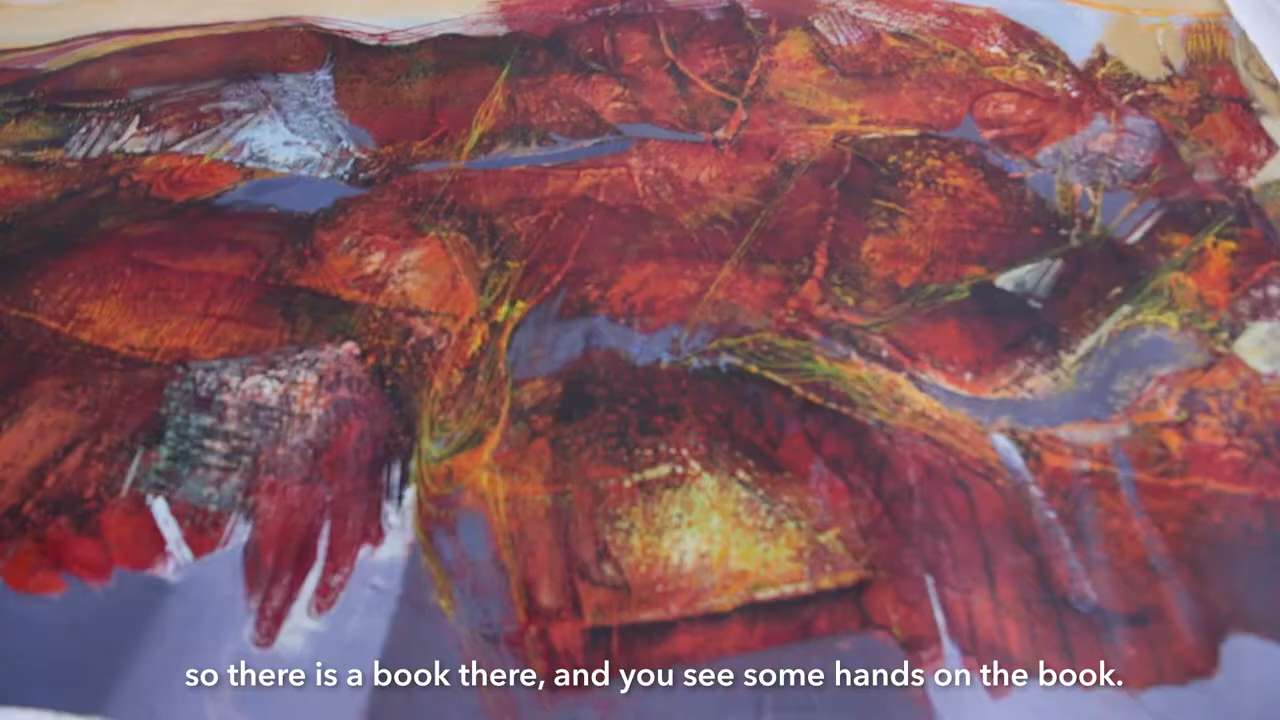 so there is a book there, and you see some hands on the book.